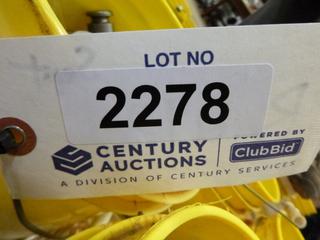 LOT NO
2278
CENTURY
AUCTIONS
POWERED BY
ClubBid
A DIVISION OF CENTURY SERVICES